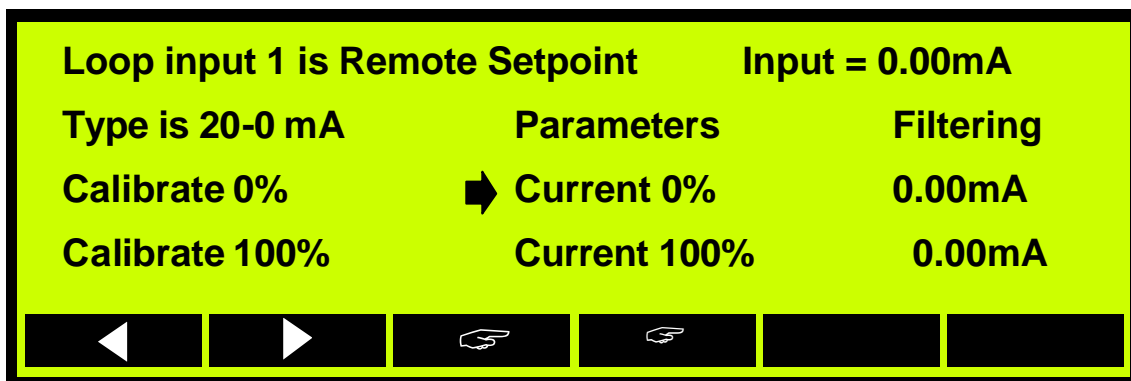 Loop input 1 is Remote Setpoint Input = 0.00mA
Type is 20-0 mA Parameters Filtering
Calibrate 0% Current 0% 0.00mA
Calibrate 100% Current 100% 0.00mA